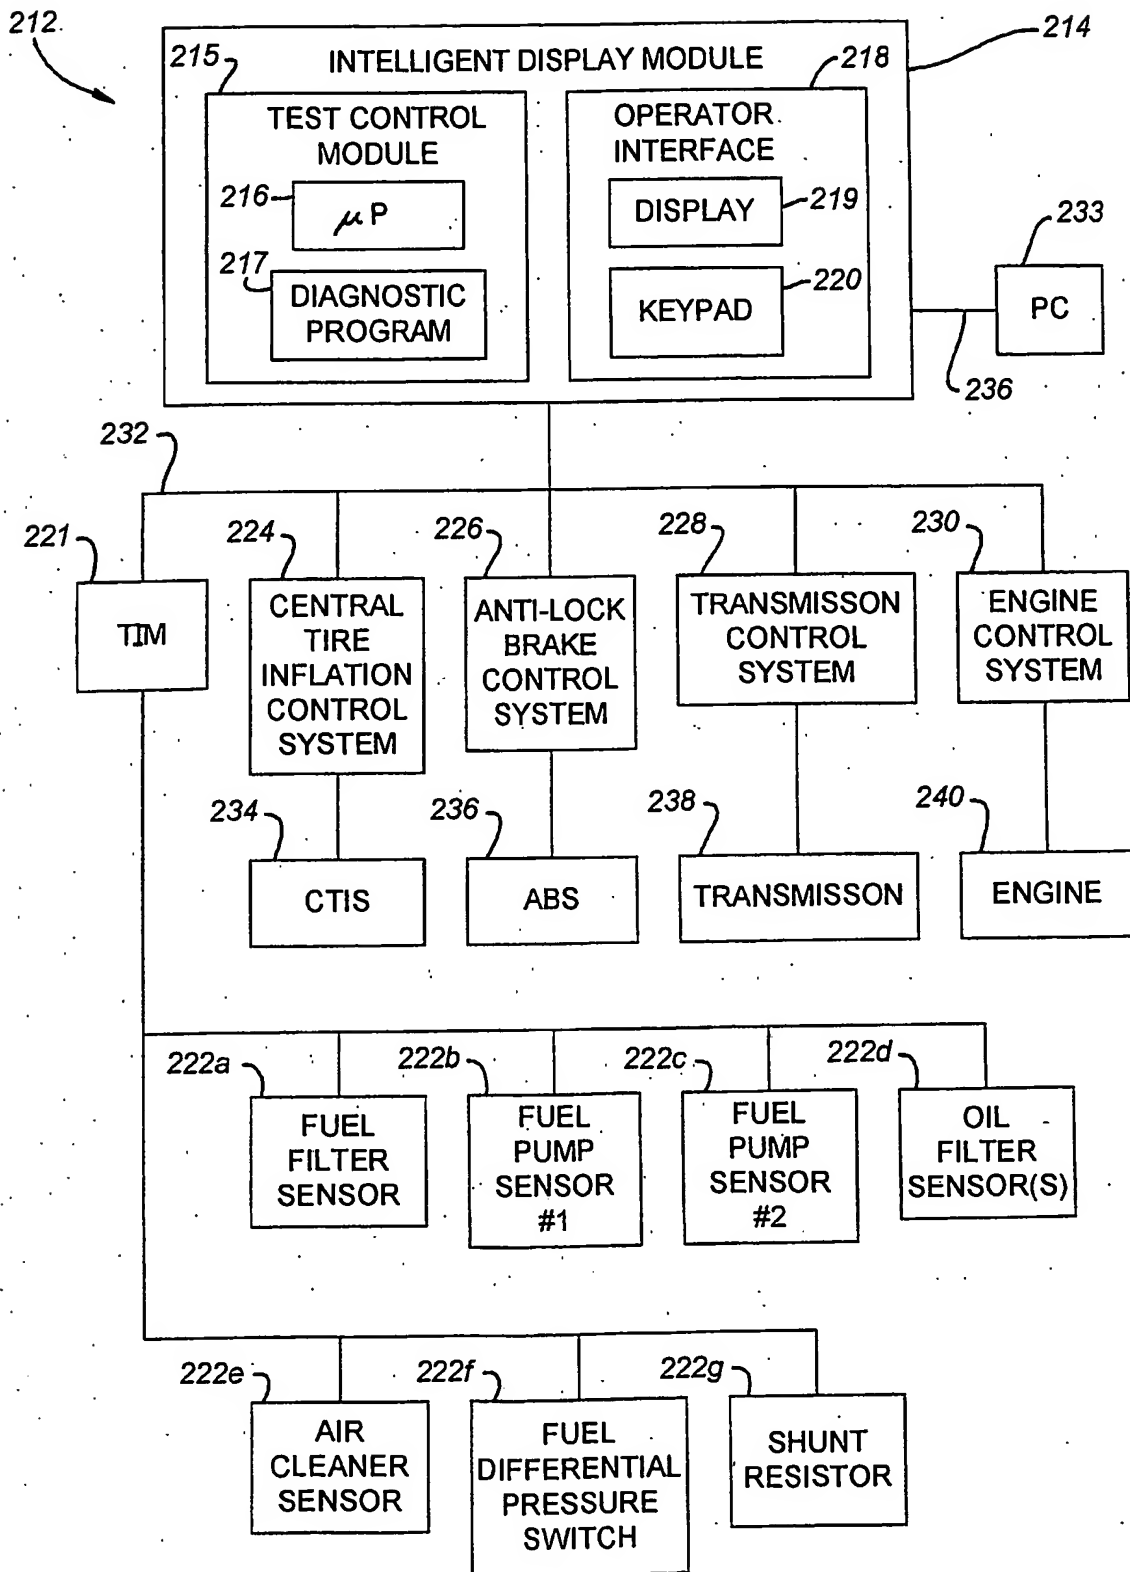 212
214
INTELLIGENT DISPLAY MODULE
215
218
TEST CONTROL
MODULE
216
μP
217
DIAGNOSTIC
PROGRAM
OPERATOR
INTERFACE
DISPLAY
219
220
KEYPAD
233
PC
236
232
221
TIM
224
CENTRAL
TIRE
INFLATION
CONTROL
SYSTEM
226
ANTI-LOCK
BRAKE
CONTROL
SYSTEM
228
TRANSMISSON
CONTROL
SYSTEM
230
ENGINE
CONTROL
SYSTEM
234
CTIS
236
ABS
238
TRANSMISSON
240
ENGINE
222a
FUEL
FILTER
SENSOR
222b
FUEL
PUMP
SENSOR
#1
222c
FUEL
PUMP
SENSOR
#2
222d
OIL
FILTER
SENSOR(S)
222e
AIR
CLEANER
SENSOR
222f
FUEL
DIFFERENTIAL
PRESSURE
SWITCH
222g
SHUNT
RESISTOR